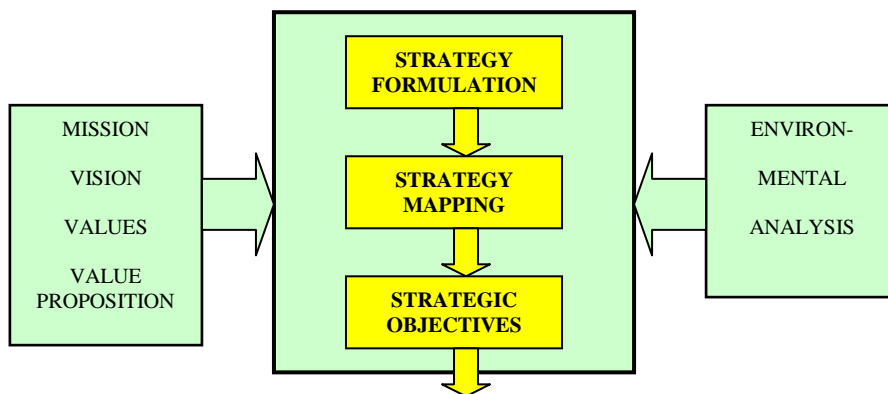 MISSION
VISION
VALUES
VALUE
PROPOSITION
STRATEGY
FORMULATION
STRATEGY
MAPPING
STRATEGIC
OBJECTIVES
ENVIRON-
MENTAL
ANALYSIS